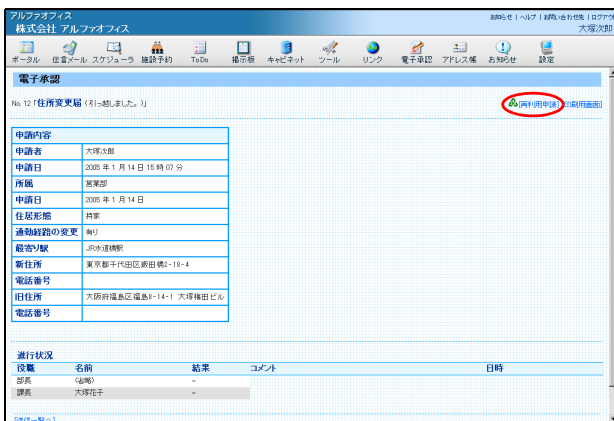 アルファオフィス
お知らせ | ヘルプ | お問い合わせ先 | ログアウ
株式会社 アルファオフィス
大塚次郎
ポータル 伝言メール スケジューラ 施設予約 ToDo 掲示板 キャビネット ツール リンク 電子承認 アドレス帳 お知らせ 設定
電子承認
No. 12「住所変更届（引っ越しました。）」
[再利用申請] [印刷用画面]
申請内容
申請者 大塚次郎
申請日 2005 年 1 月 14 日 15 時 07 分
所属 営業部
申請日 2005 年 1 月 14 日
住居形態 持家
通勤経路の変更 有り
最寄り駅 JR水道橋駅
新住所 東京都千代田区飯田橋2-18-4
電話番号
旧住所 大阪府福島区福島8-14-1 大塚梅田ビル
電話番号
進行状況
役職 名前 結果 コメント 日時
部長 （省略） -
課長 大塚花子 -